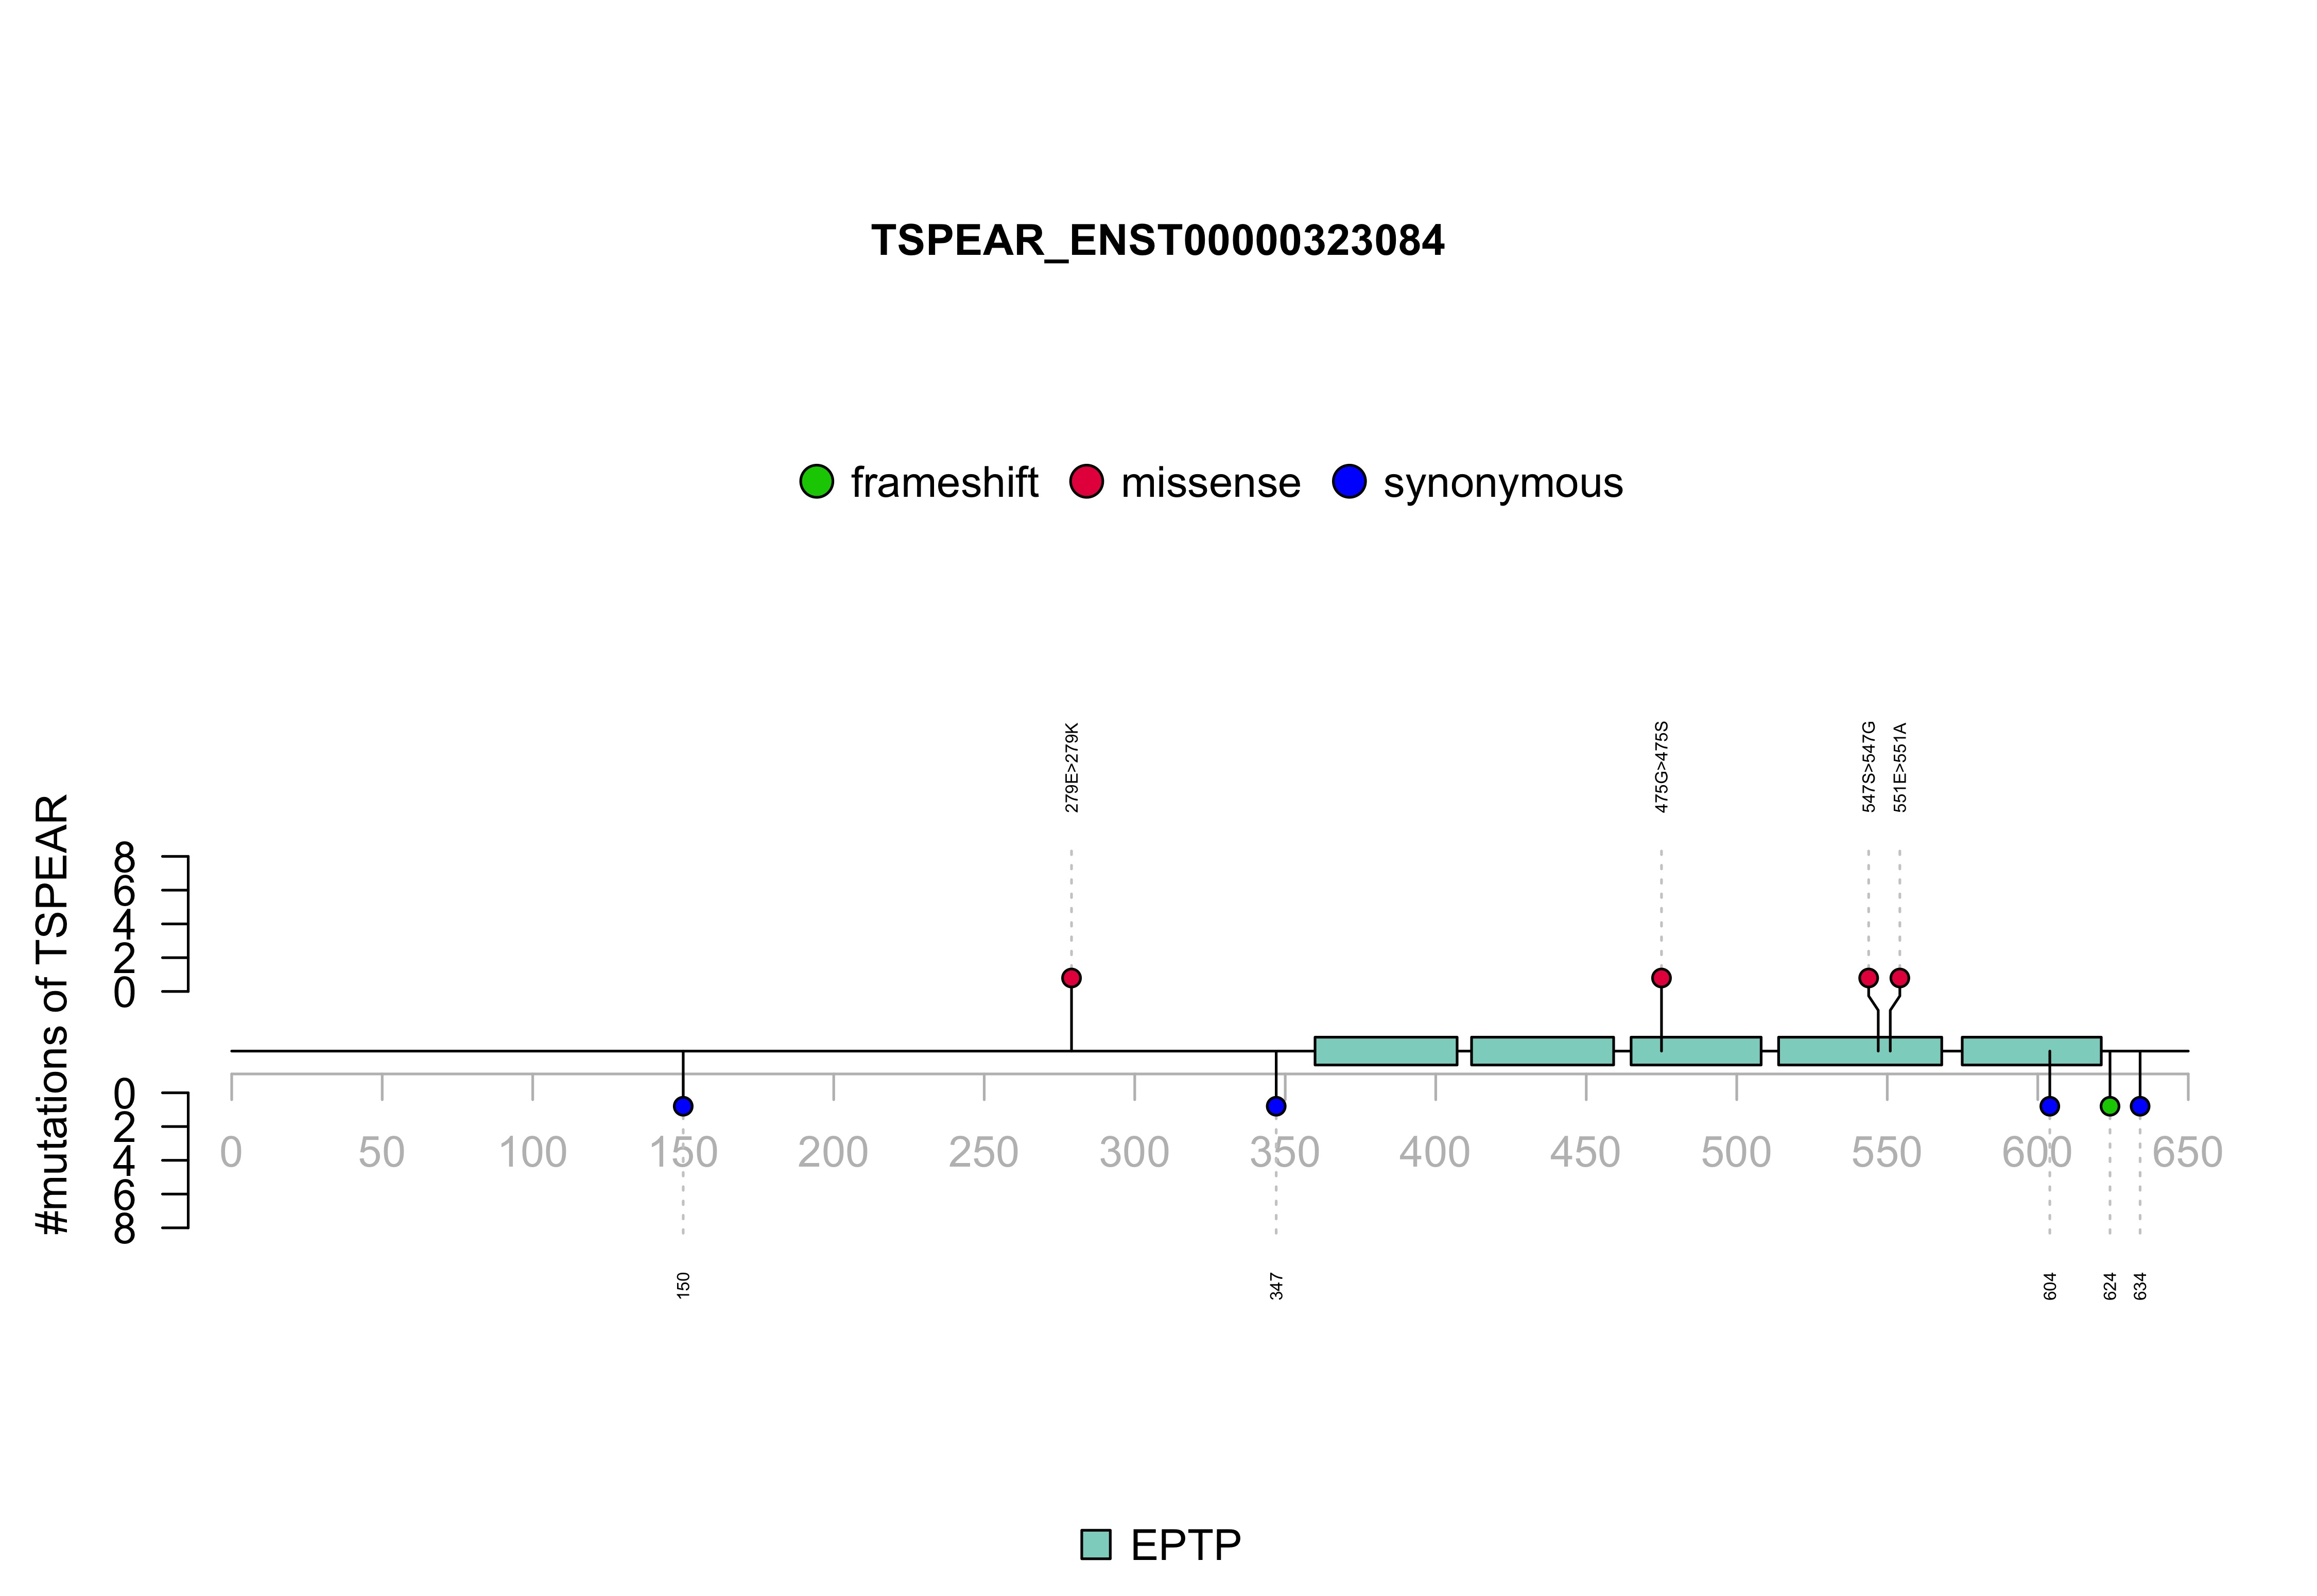 TSPEAR_ENST00000323084
frameshift missense synonymous
279E>279K 475G>475S 547S>547G 551E>551A
#mutations of TSPEAR
8
6
4
2
0
0
2
4
6
8
0 50 100 150 200 250 300 350 400 450 500 550 600 650
150 347 604 624 634
EPTP